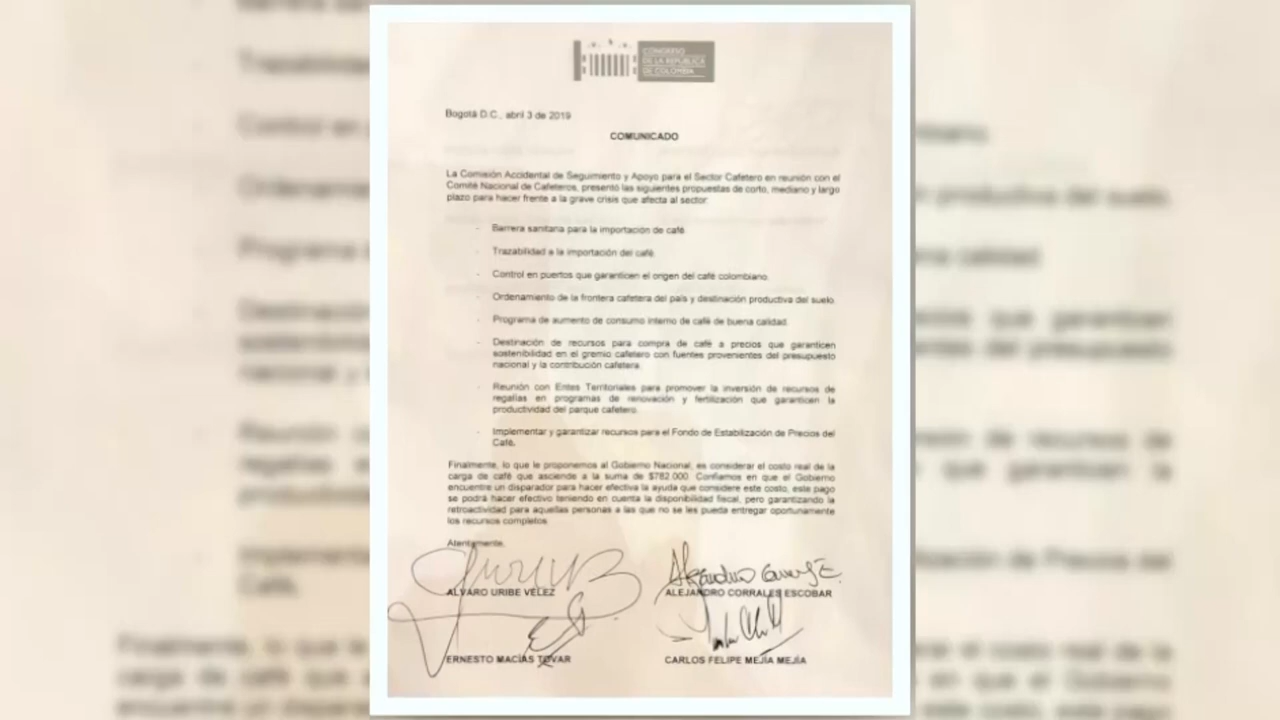 CONGRESO
DE LA REPÚBLICA
DE COLOMBIA
Bogotá D.C., abril 3 de 2019
COMUNICADO
La Comisión Accidental de Seguimiento y Apoyo para el Sector Cafetero en reunión con el
Comité Nacional de Cafeteros, presentó las siguientes propuestas de corto, mediano y largo
plazo para hacer frente a la grave crisis que afecta al sector:
- Barrera sanitaria para la importación de café.
- Trazabilidad a la importación del café.
- Control en puertos que garanticen el origen del café colombiano.
- Ordenamiento de la frontera cafetera del país y destinación productiva del suelo.
- Programa de aumento de consumo interno de café de buena calidad.
- Destinación de recursos para compra de café a precios que garanticen
sostenibilidad en el gremio cafetero con fuentes provenientes del presupuesto
nacional y la contribución cafetera.
- Reunión con Entes Territoriales para promover la inversión de recursos de
regalías en programas de renovación y fertilización que garanticen la
productividad del parque cafetero.
- Implementar y garantizar recursos para el Fondo de Estabilización de Precios del
Café.
Finalmente, lo que le proponemos al Gobierno Nacional, es considerar el costo real de la
carga de café que asciende a la suma de $782.000. Confiamos en que el Gobierno
encuentre un disparador para hacer efectiva la ayuda que considere este costo, este pago
se podrá hacer efectivo teniendo en cuenta la disponibilidad fiscal, pero garantizando la
retroactividad para aquellas personas a las que no se les pueda entregar oportunamente
los recursos completos.
Atentamente,
ALVARO URIBE VÉLEZ
ALEJANDRO CORRALES ESCOBAR
ERNESTO MACÍAS TOVAR
CARLOS FELIPE MEJÍA MEJÍA